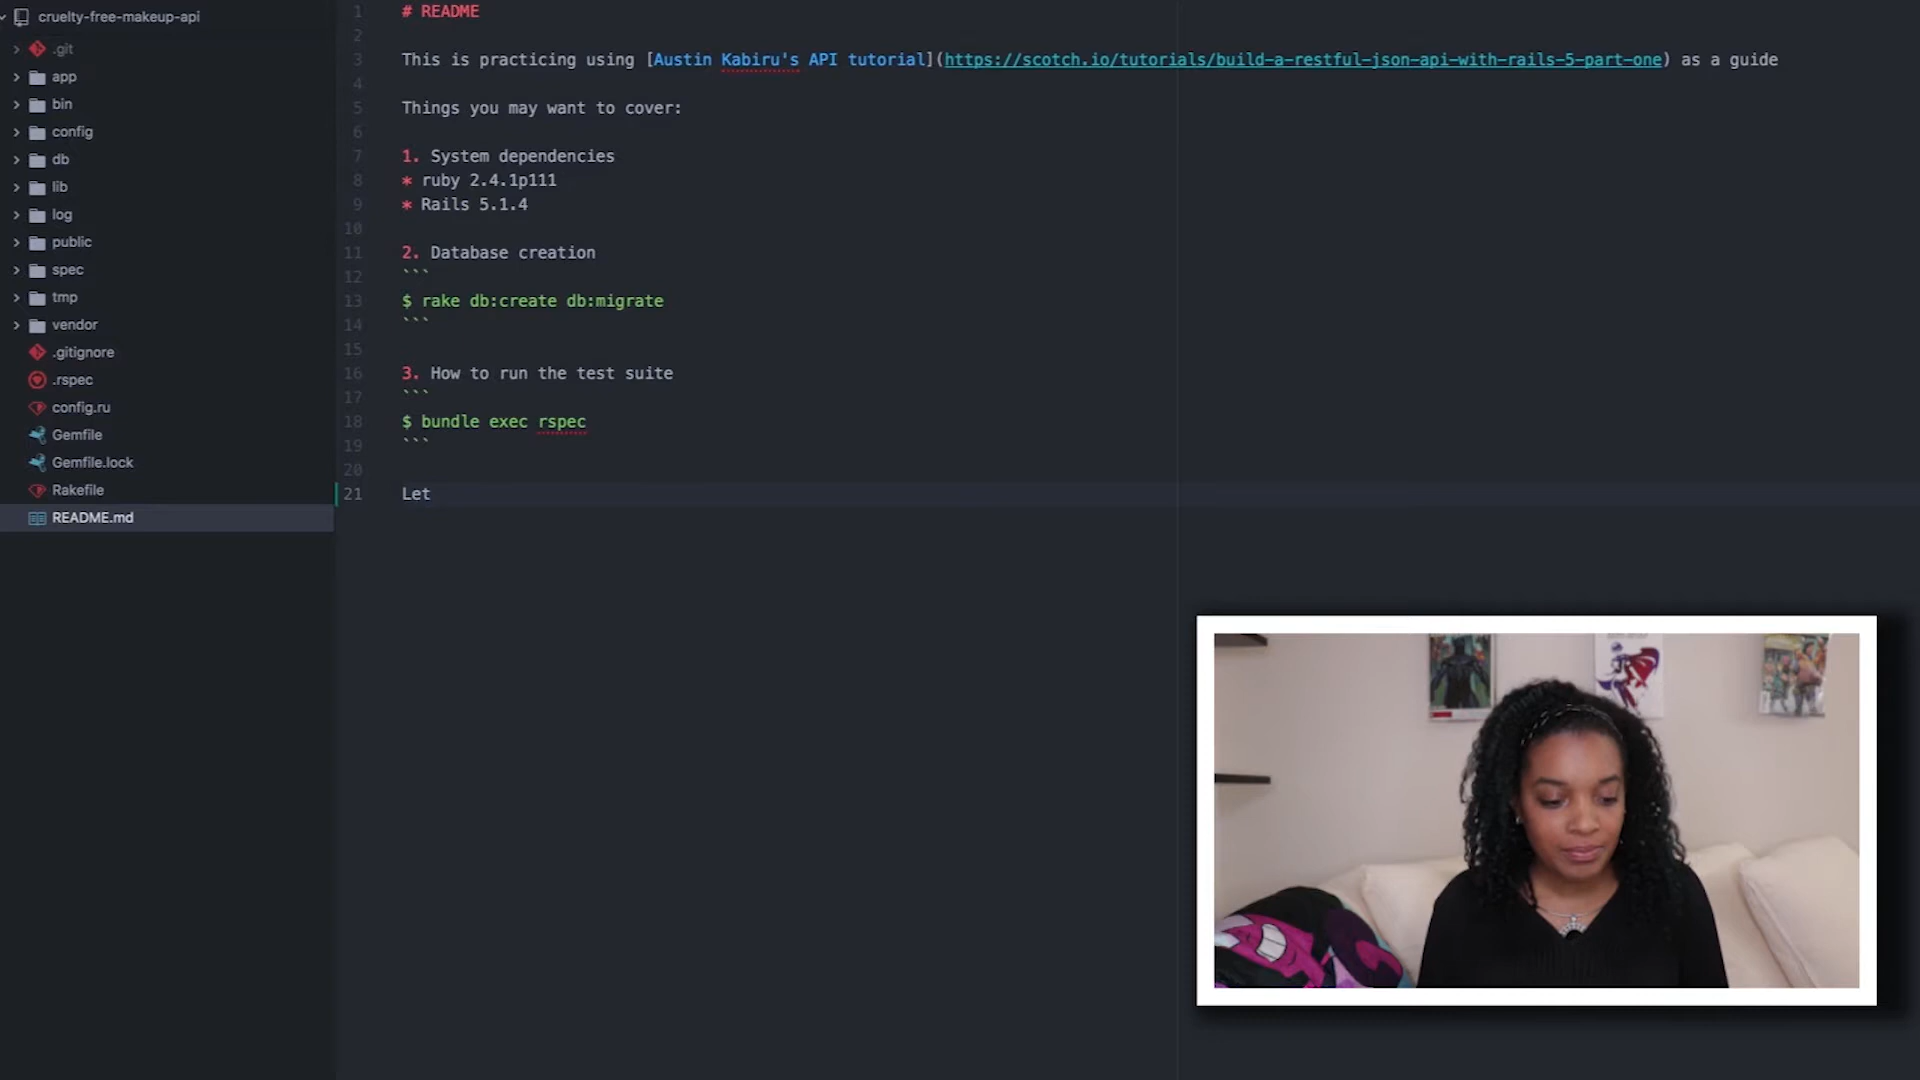 cruelty-free-makeup-api
.git
app
bin
config
db
lib
log
public
spec
tmp
vendor
.gitignore
.rspec
config.ru
Gemfile
Gemfile.lock
Rakefile
README.md
1 # README
2
3 This is practicing using [Austin Kabiru's API tutorial](https://scotch.io/tutorials/build-a-restful-json-api-with-rails-5-part-one) as a guide
4
5 Things you may want to cover:
6
7 1. System dependencies
8 * ruby 2.4.1p111
9 * Rails 5.1.4
10
11 2. Database creation
12 ```
13 $ rake db:create db:migrate
14 ```
15
16 3. How to run the test suite
17 ```
18 $ bundle exec rspec
19 ```
20
21 Let